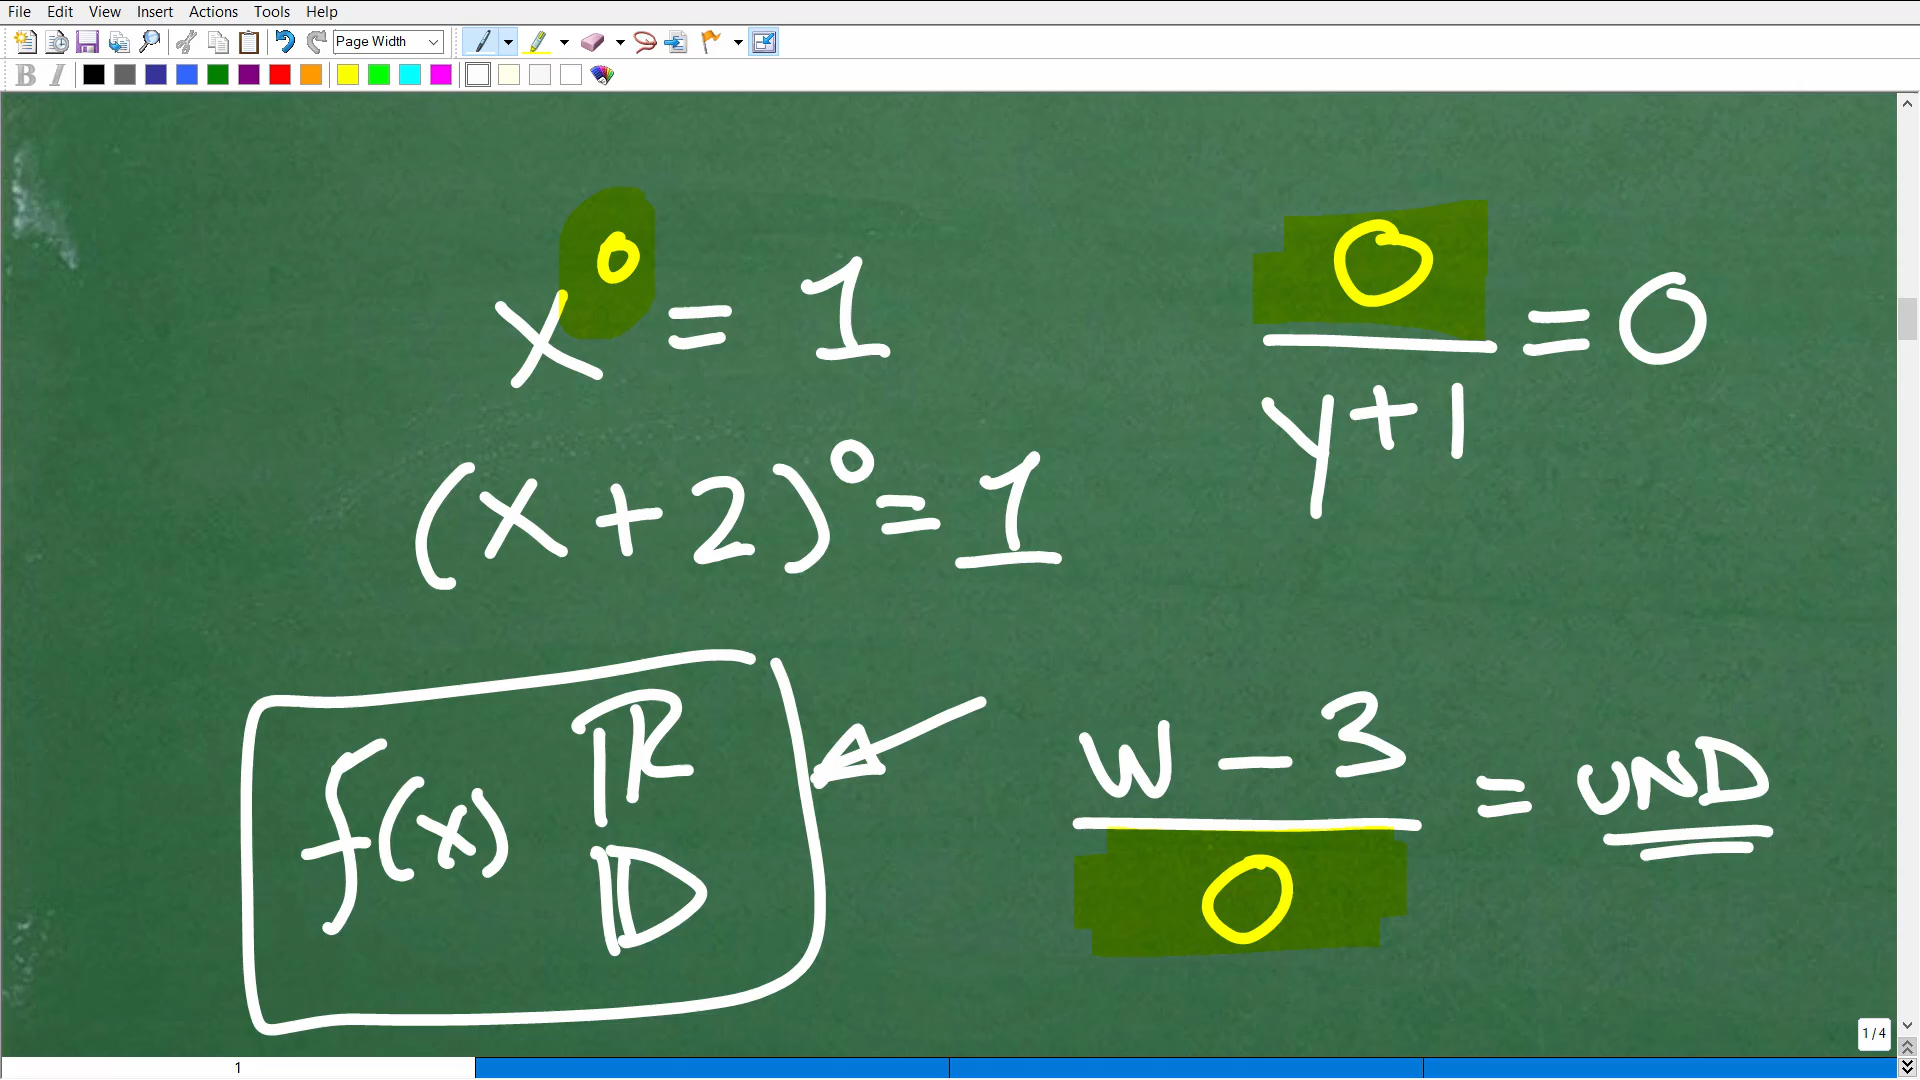 File Edit View Insert Actions Tools Help
Page Width
B I
x⁰ = 1
0/(y+1) = 0
(x+2)⁰ = 1
f(x) R
D
w - 3 / 0 = UND
1 / 4
1